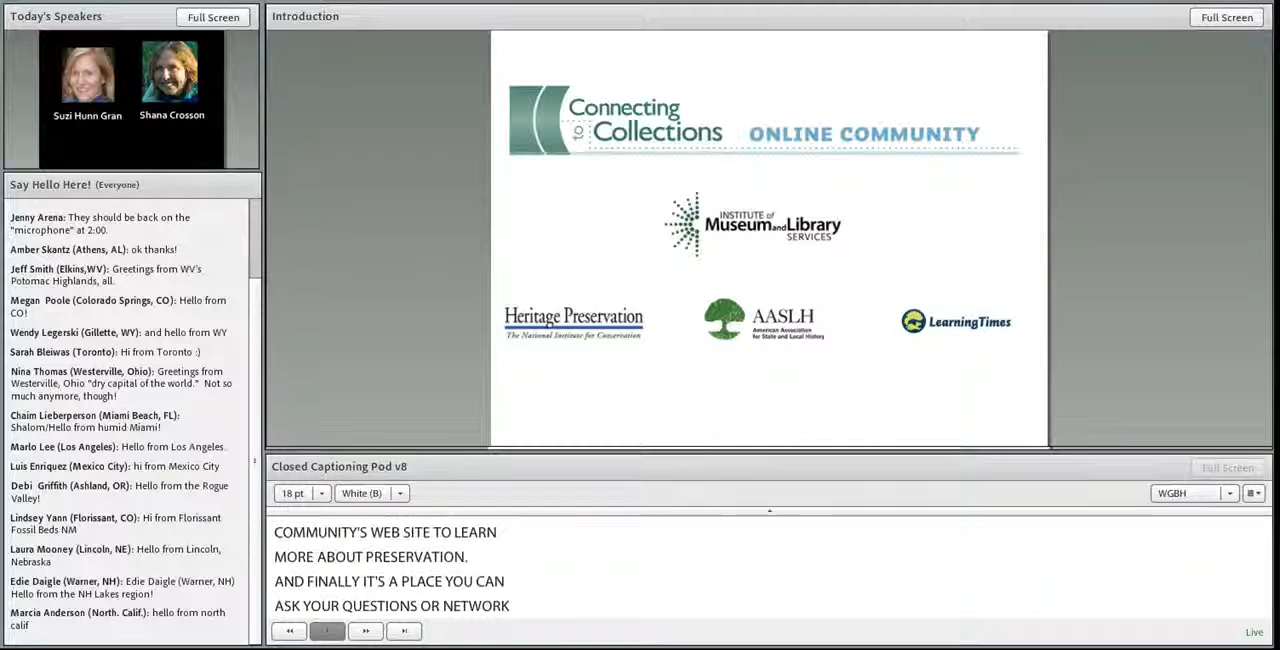 Today's Speakers
Full Screen
Suzi Hunn Gran
Shana Crosson
Say Hello Here! (Everyone)
Jenny Arena: They should be back on the
"microphone" at 2:00.
Amber Skantz (Athens, AL): ok thanks!
Jeff Smith (Elkins,WV): Greetings from WV's
Potomac Highlands, all.
Megan Poole (Colorado Springs, CO): Hello from
CO!
Wendy Legerski (Gillette, WY): and hello from WY
Sarah Bleiwas (Toronto): Hi from Toronto :)
Nina Thomas (Westerville, Ohio): Greetings from
Westerville, Ohio "dry capital of the world." Not so
much anymore, though!
Chaim Lieberperson (Miami Beach, FL):
Shalom/Hello from humid Miami!
Marlo Lee (Los Angeles): Hello from Los Angeles.
Luis Enriquez (Mexico City): hi from Mexico City
Debi Griffith (Ashland, OR): Hello from the Rogue
Valley!
Lindsey Yann (Florissant, CO): Hi from Florissant
Fossil Beds NM
Laura Mooney (Lincoln, NE): Hello from Lincoln,
Nebraska
Edie Daigle (Warner, NH): Edie Daigle (Warner, NH)
Hello from the NH Lakes region!
Marcia Anderson (North. Calif.): hello from north
calif
Introduction
Full Screen
Connecting
to Collections ONLINE COMMUNITY
INSTITUTE of
Museum and Library
SERVICES
Heritage Preservation
The National Institute for Conservation
AASLH
American Association
for State and Local History
LearningTimes
Closed Captioning Pod v8
Full Screen
18 pt
White (B)
WGBH
COMMUNITY'S WEB SITE TO LEARN
MORE ABOUT PRESERVATION.
AND FINALLY IT'S A PLACE YOU CAN
ASK YOUR QUESTIONS OR NETWORK
Live